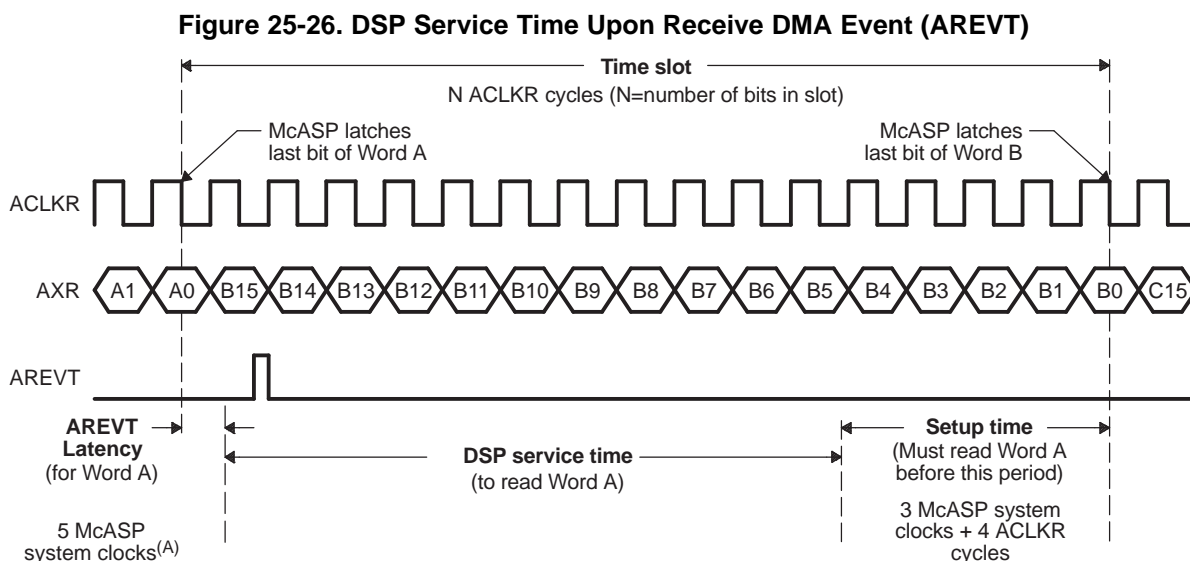 Figure 25-26. DSP Service Time Upon Receive DMA Event (AREVT)
Time slot
N ACLKR cycles (N=number of bits in slot)
McASP latches
last bit of Word A
McASP latches
last bit of Word B
ACLKR
AXR
A1 A0 B15 B14 B13 B12 B11 B10 B9 B8 B7 B6 B5 B4 B3 B2 B1 B0 C15
AREVT
AREVT
Latency
(for Word A)
5 McASP
system clocks(A)
DSP service time
(to read Word A)
Setup time
(Must read Word A
before this period)
3 McASP system
clocks + 4 ACLKR
cycles